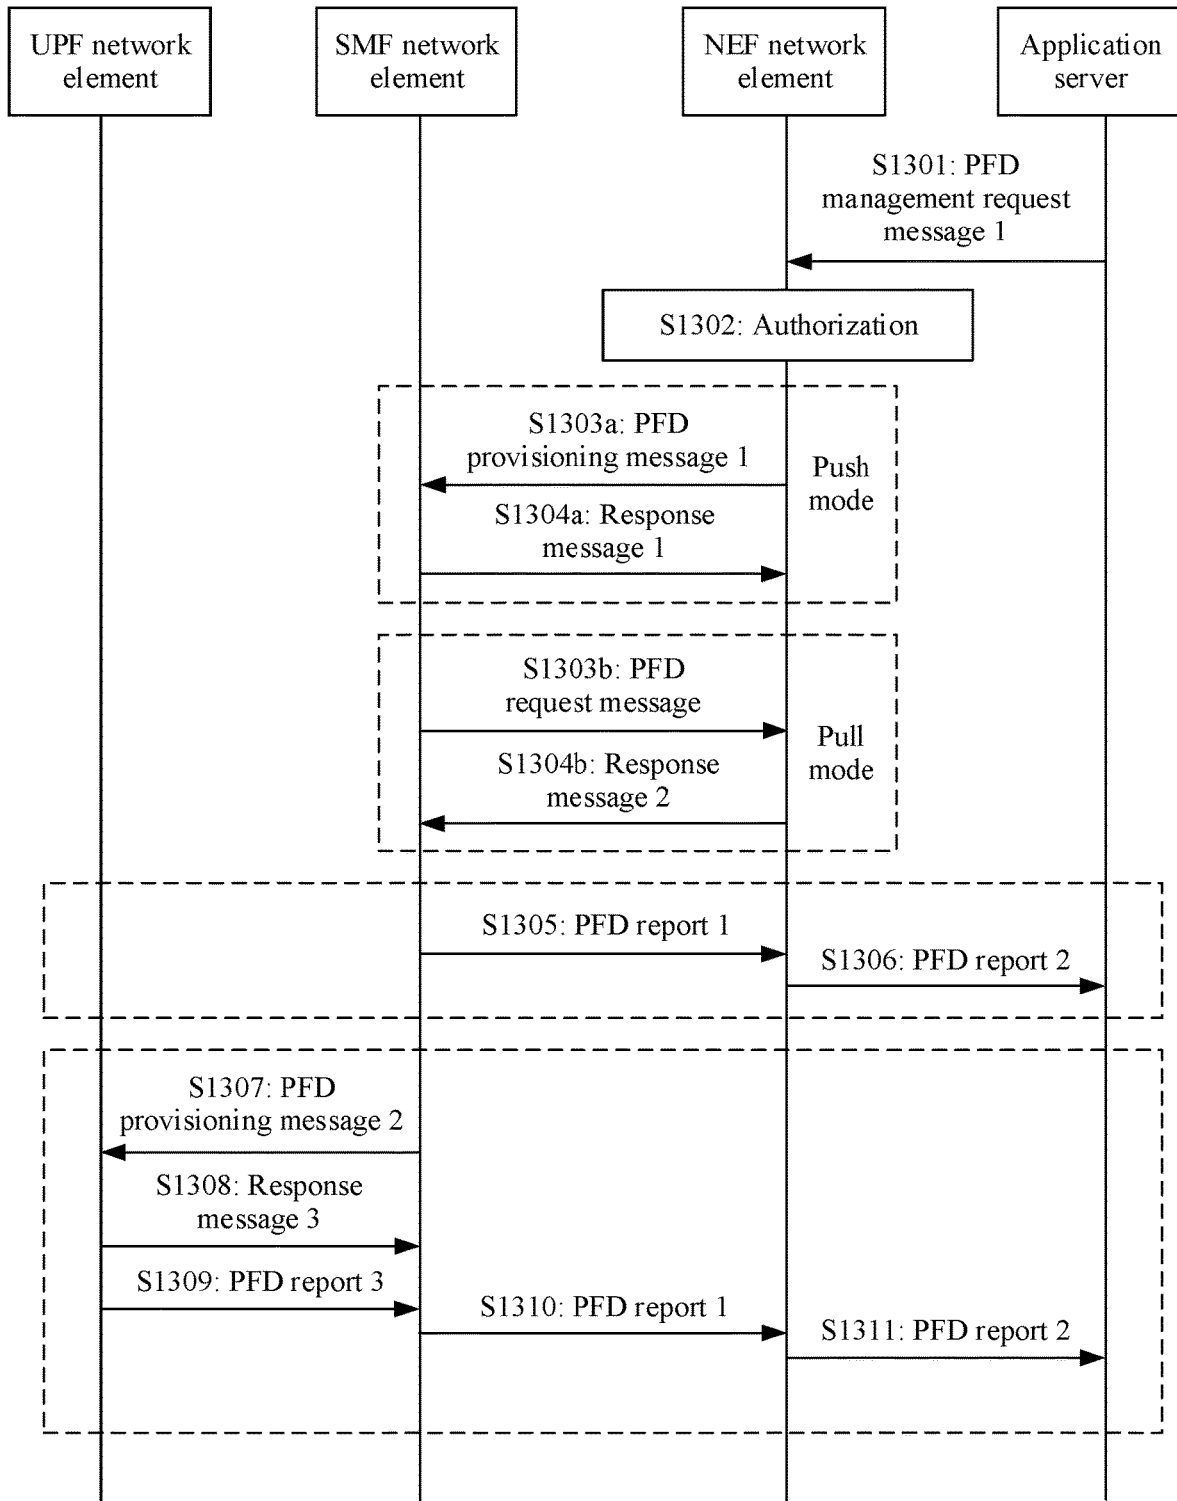 UPF network
element
SMF network
element
NEF network
element
Application
server
S1301: PFD
management request
message 1
S1302: Authorization
S1303a: PFD
provisioning message 1
Push
mode
S1304a: Response
message 1
S1303b: PFD
request message
Pull
mode
S1304b: Response
message 2
S1305: PFD report 1
S1306: PFD report 2
S1307: PFD
provisioning message 2
S1308: Response
message 3
S1309: PFD report 3
S1310: PFD report 1
S1311: PFD report 2